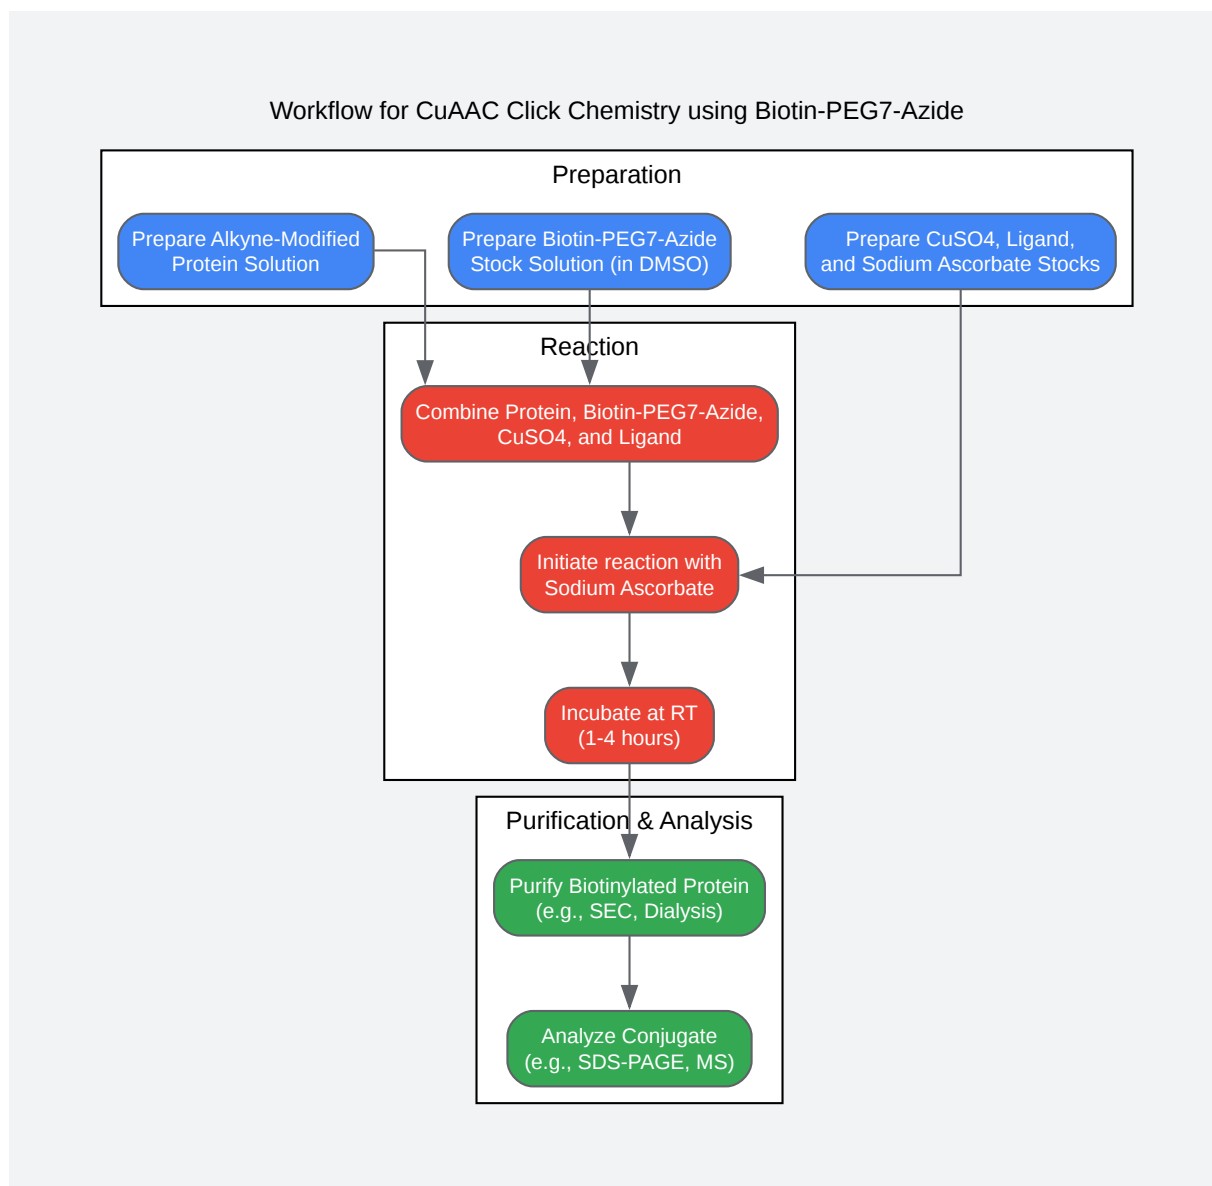 Workflow for CuAAC Click Chemistry using Biotin-PEG7-Azide
Preparation
Prepare Alkyne-Modified
Protein Solution
Prepare Biotin-PEG7-Azide
Stock Solution (in DMSO)
Prepare CuSO4, Ligand,
and Sodium Ascorbate Stocks
Reaction
Combine Protein, Biotin-PEG7-Azide,
CuSO4, and Ligand
Initiate reaction with
Sodium Ascorbate
Incubate at RT
(1-4 hours)
Purification & Analysis
Purify Biotinylated Protein
(e.g., SEC, Dialysis)
Analyze Conjugate
(e.g., SDS-PAGE, MS)